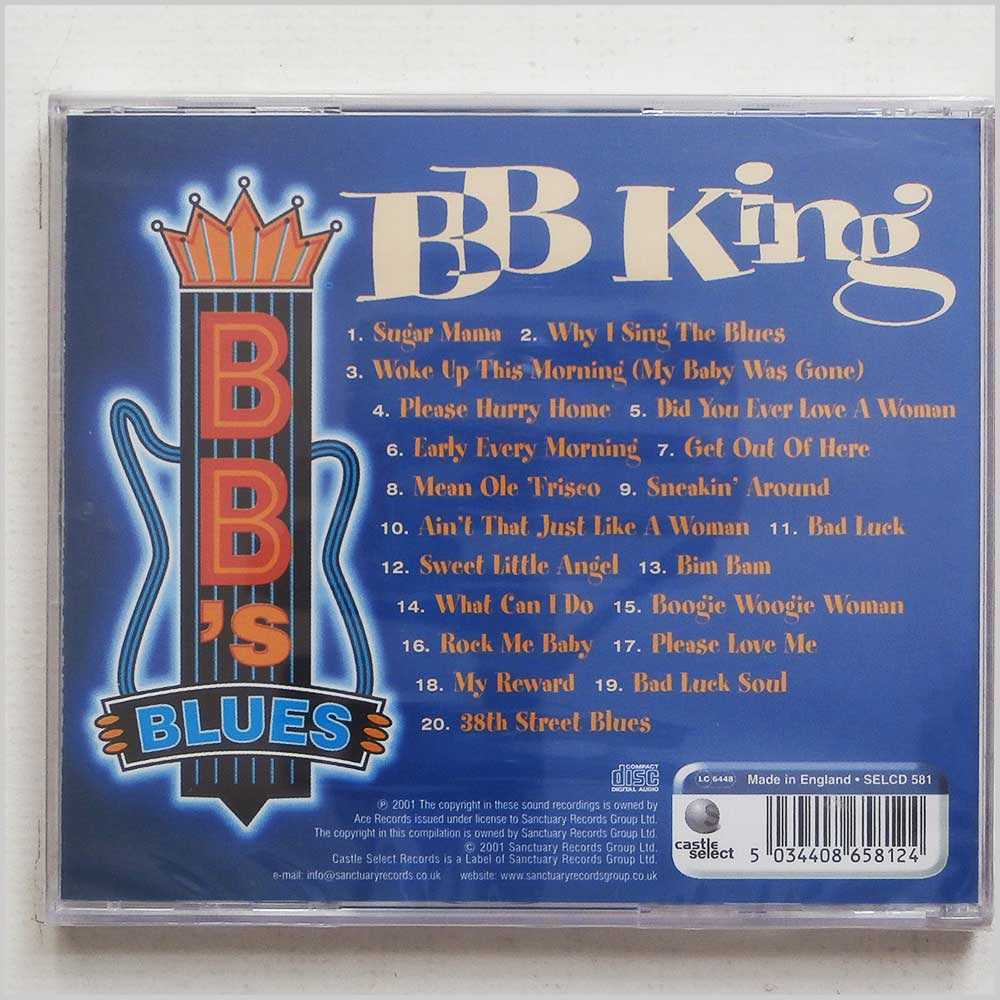 BB King
B
B
's
BLUES
1. Sugar Mama 2. Why I Sing The Blues
3. Woke Up This Morning (My Baby Was Gone)
4. Please Hurry Home 5. Did You Ever Love A Woman
6. Early Every Morning 7. Get Out Of Here
8. Mean Ole 'Frisco 9. Sneakin' Around
10. Ain't That Just Like A Woman 11. Bad Luck
12. Sweet Little Angel 13. Bim Bam
14. What Can I Do 15. Boogie Woogie Woman
16. Rock Me Baby 17. Please Love Me
18. My Reward 19. Bad Luck Soul
20. 38th Street Blues
COMPACT
disc
DIGITAL AUDIO
℗ 2001 The copyright in these sound recordings is owned by
Ace Records issued under license to Sanctuary Records Group Ltd.
The copyright in this compilation is owned by Sanctuary Records Group Ltd.
© 2001 Sanctuary Records Group Ltd.
Castle Select Records is a Label of Sanctuary Records Group Ltd.
e-mail: info@sanctuaryrecords.co.uk website: www.sanctuaryrecordsgroup.co.uk
LC 6448 Made in England • SELCD 581
castle
select
5 034408 658124